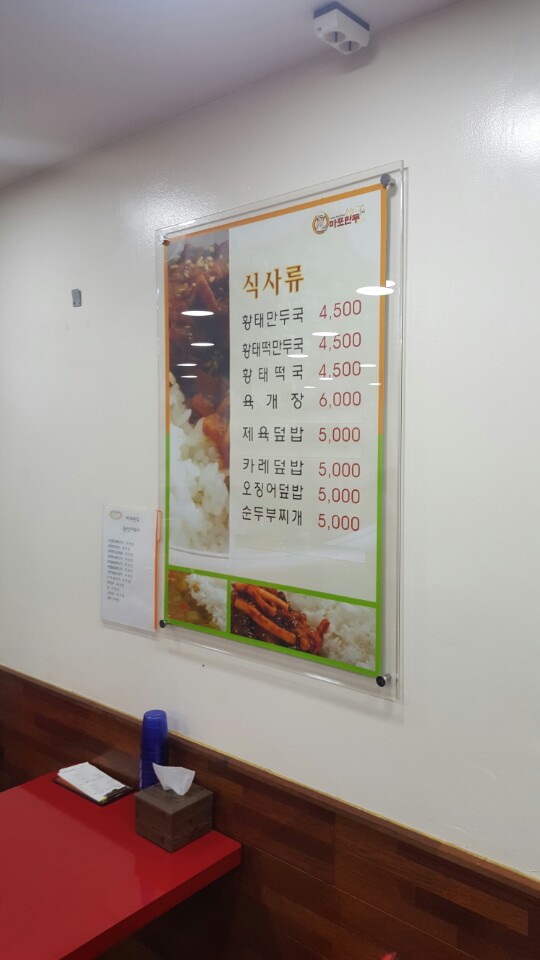 마포만두
식사류
황태만두국 4,500
황태떡만두국 4,500
황태떡국 4,500
육개장 6,000
제육덮밥 5,000
카레덮밥 5,000
오징어덮밥 5,000
순두부찌개 5,000